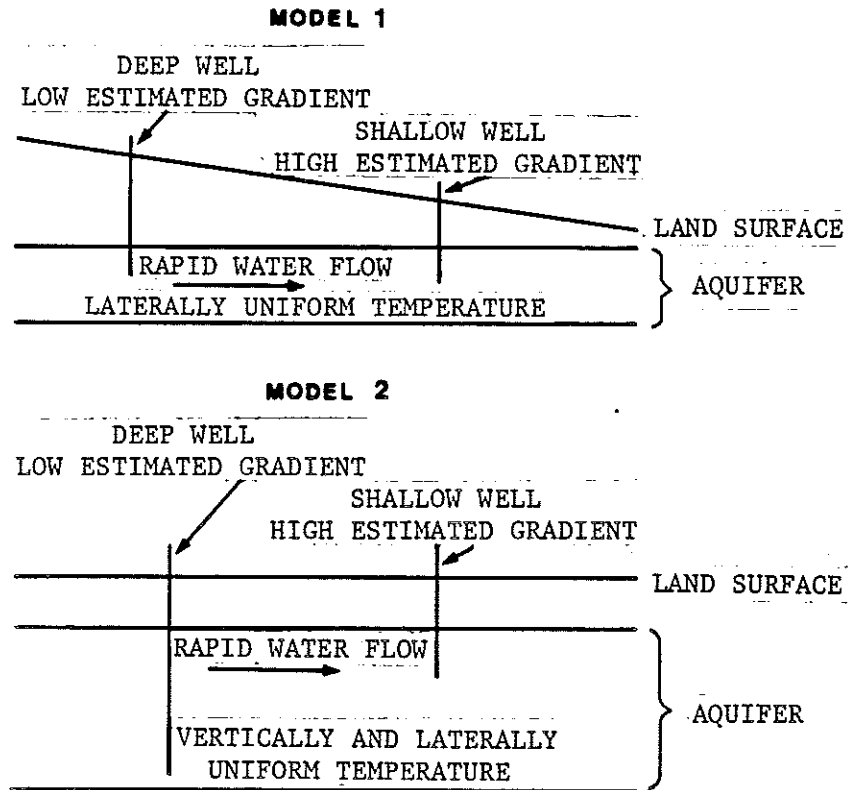 MODEL 1
DEEP WELL
LOW ESTIMATED GRADIENT
SHALLOW WELL
HIGH ESTIMATED GRADIENT
LAND SURFACE
RAPID WATER FLOW
AQUIFER
LATERALLY UNIFORM TEMPERATURE
MODEL 2
DEEP WELL
LOW ESTIMATED GRADIENT
SHALLOW WELL
HIGH ESTIMATED GRADIENT
LAND SURFACE
RAPID WATER FLOW
AQUIFER
VERTICALLY AND LATERALLY
UNIFORM TEMPERATURE